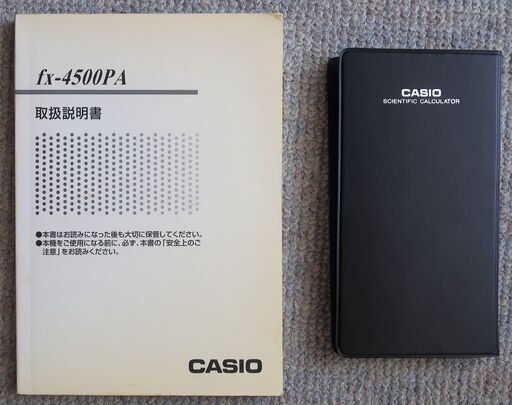 fx-4500PA
取扱説明書
●本書はお読みになった後も大切に保管してください。
●本機をご使用になる前に、必ず、本書の「安全上のご
注意」をお読みください。
CASIO
CASIO
SCIENTIFIC CALCULATOR